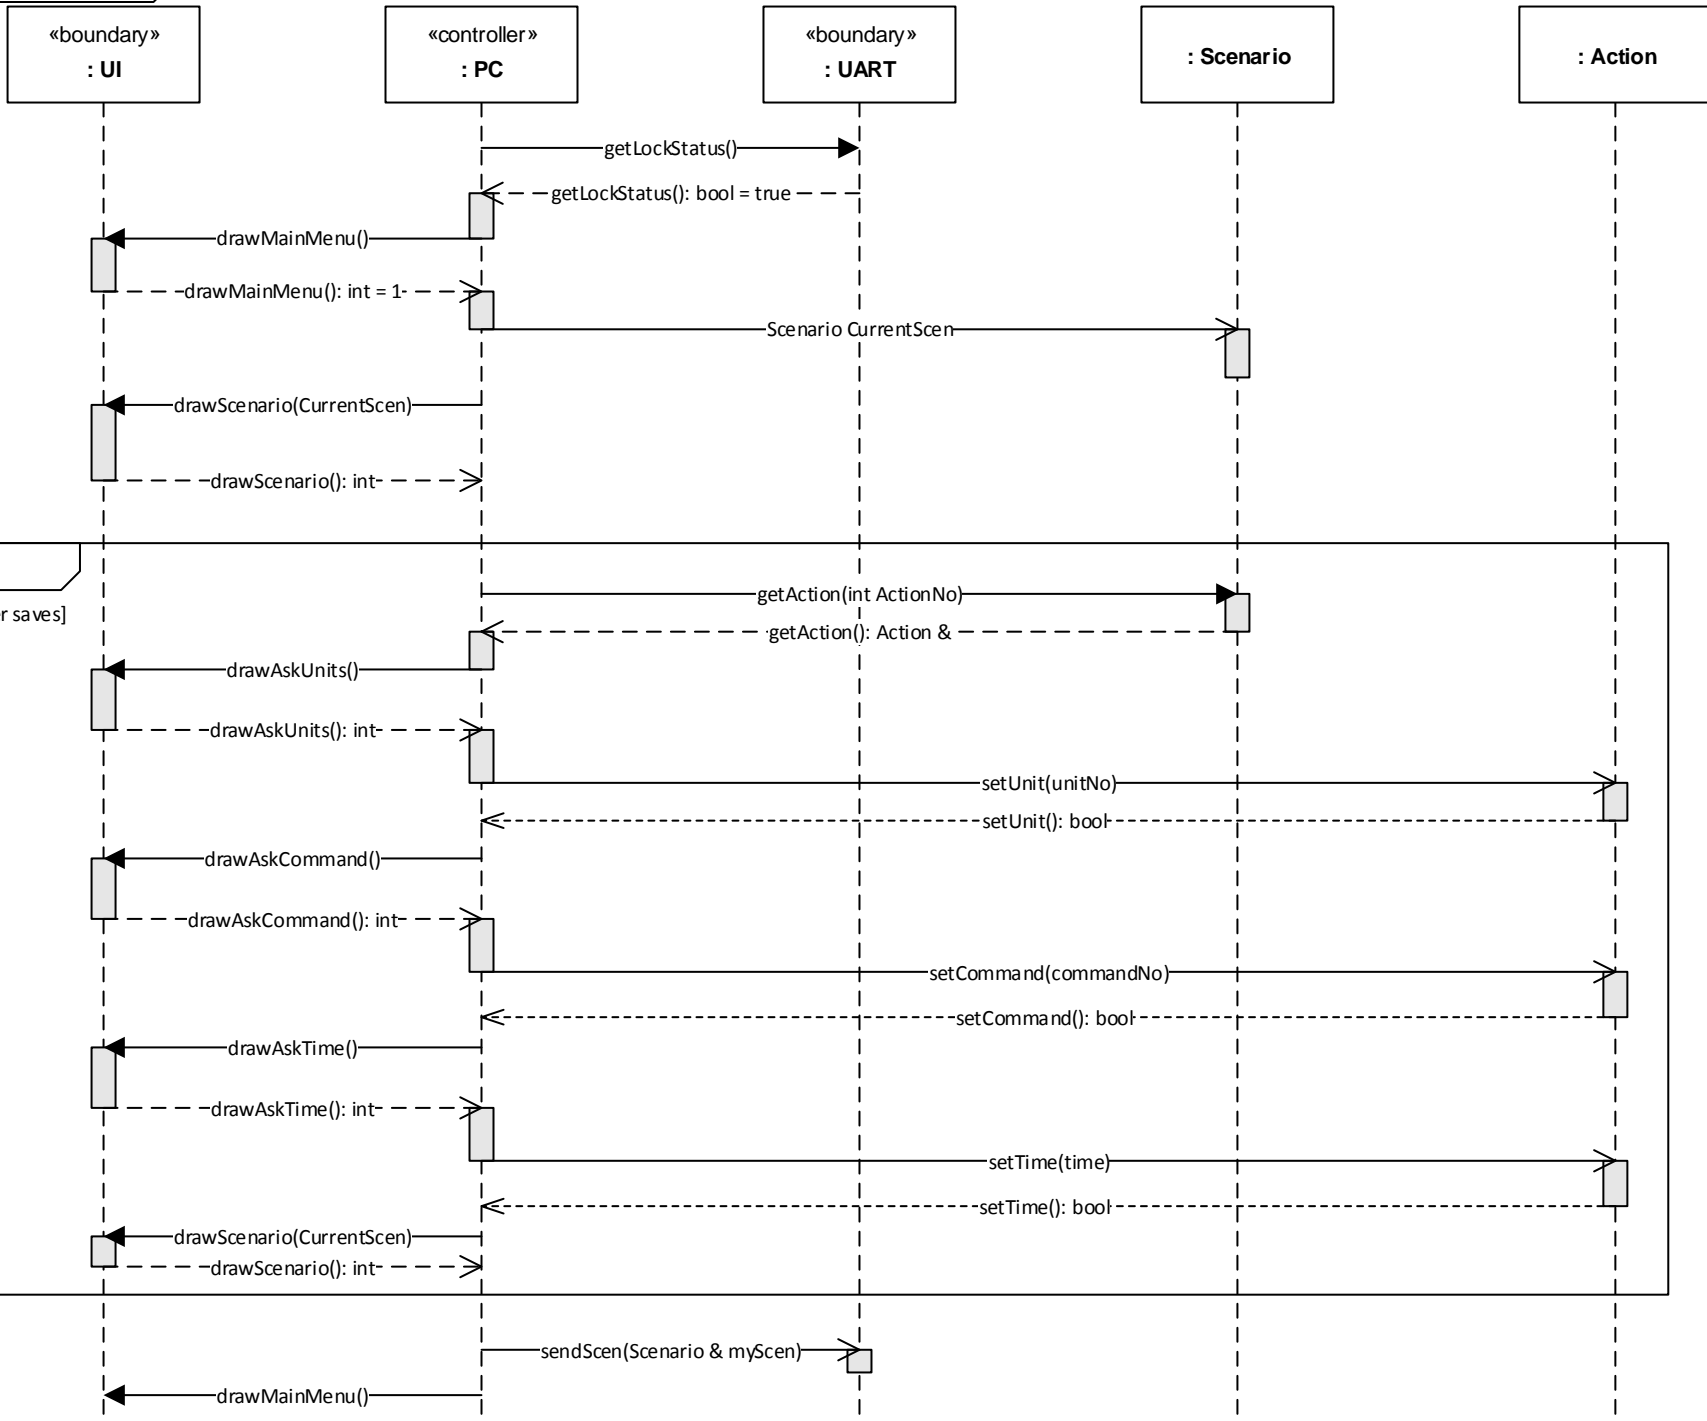 «boundary»
: UI
«controller»
: PC
«boundary»
: UART
: Scenario
: Action
getLockStatus()
getLockStatus(): bool = true
drawMainMenu()
drawMainMenu(): int = 1
Scenario CurrentScen
drawScenario(CurrentScen)
drawScenario(): int
getAction(int ActionNo)
r saves]
getAction(): Action &
drawAskUnits()
drawAskUnits(): int
setUnit(unitNo)
setUnit(): bool
drawAskCommand()
drawAskCommand(): int
setCommand(commandNo)
setCommand(): bool
drawAskTime()
drawAskTime(): int
setTime(time)
setTime(): bool
drawScenario(CurrentScen)
drawScenario(): int
sendScen(Scenario & myScen)
drawMainMenu()